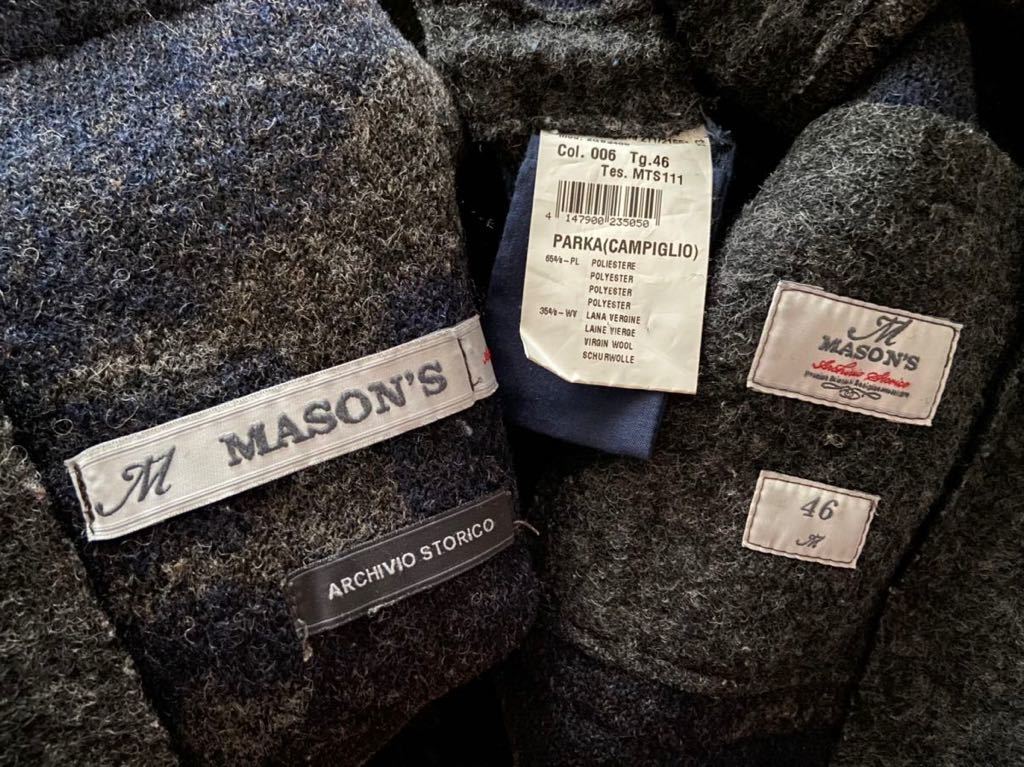 Col. 006 Tg.46
Tes. MTS111
4 147900 235050
PARKA(CAMPIGLIO)
65%-PL POLIESTERE
POLYESTER
POLYESTER
POLYESTER
35%-WV LANA VERGINE
LAINE VIERGE
VIRGIN WOOL
SCHURWOLLE
M MASON'S
ARCHIVIO STORICO
M
MASON'S
Archivio Storico
46
M